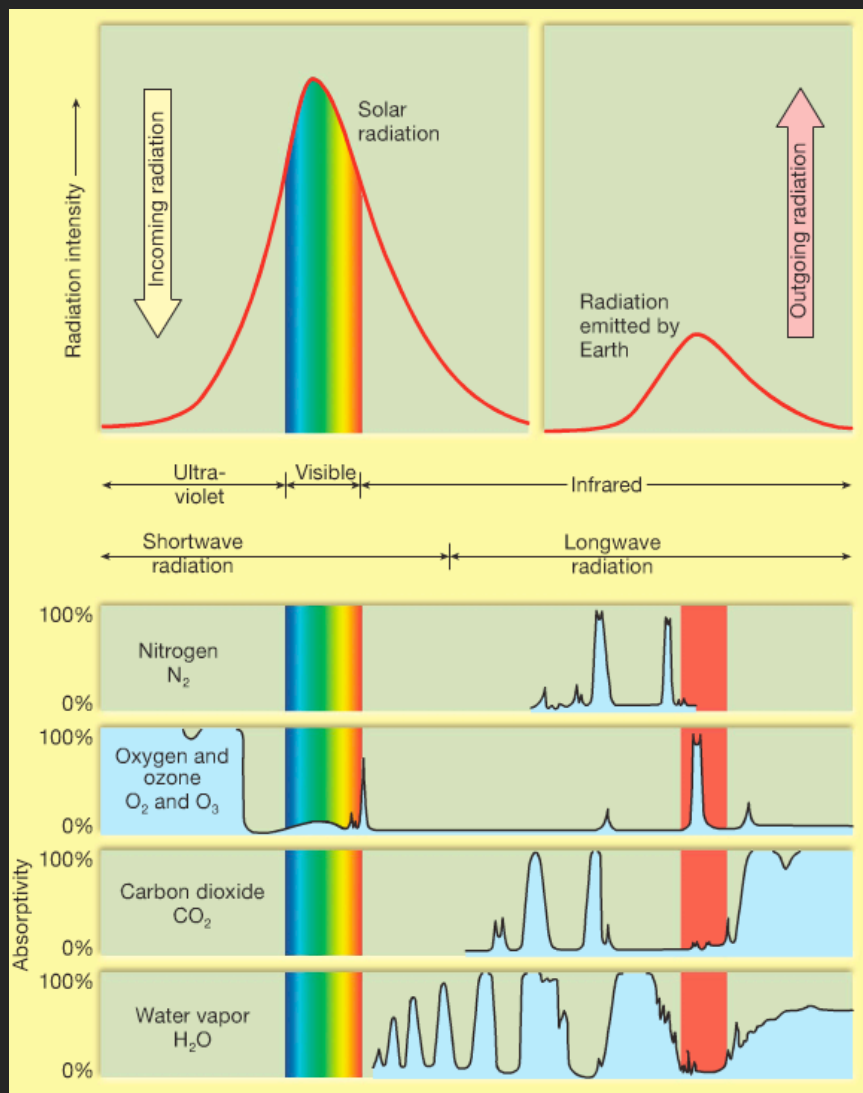 Radiation intensity
Incoming radiation
Solar
radiation
Radiation
emitted by
Earth
Outgoing radiation
Ultra-
violet
Visible
Infrared
Shortwave
radiation
Longwave
radiation
Absorptivity
100%
Nitrogen
N₂
0%
100%
Oxygen and
ozone
O₂ and O₃
0%
100%
Carbon dioxide
CO₂
0%
100%
Water vapor
H₂O
0%